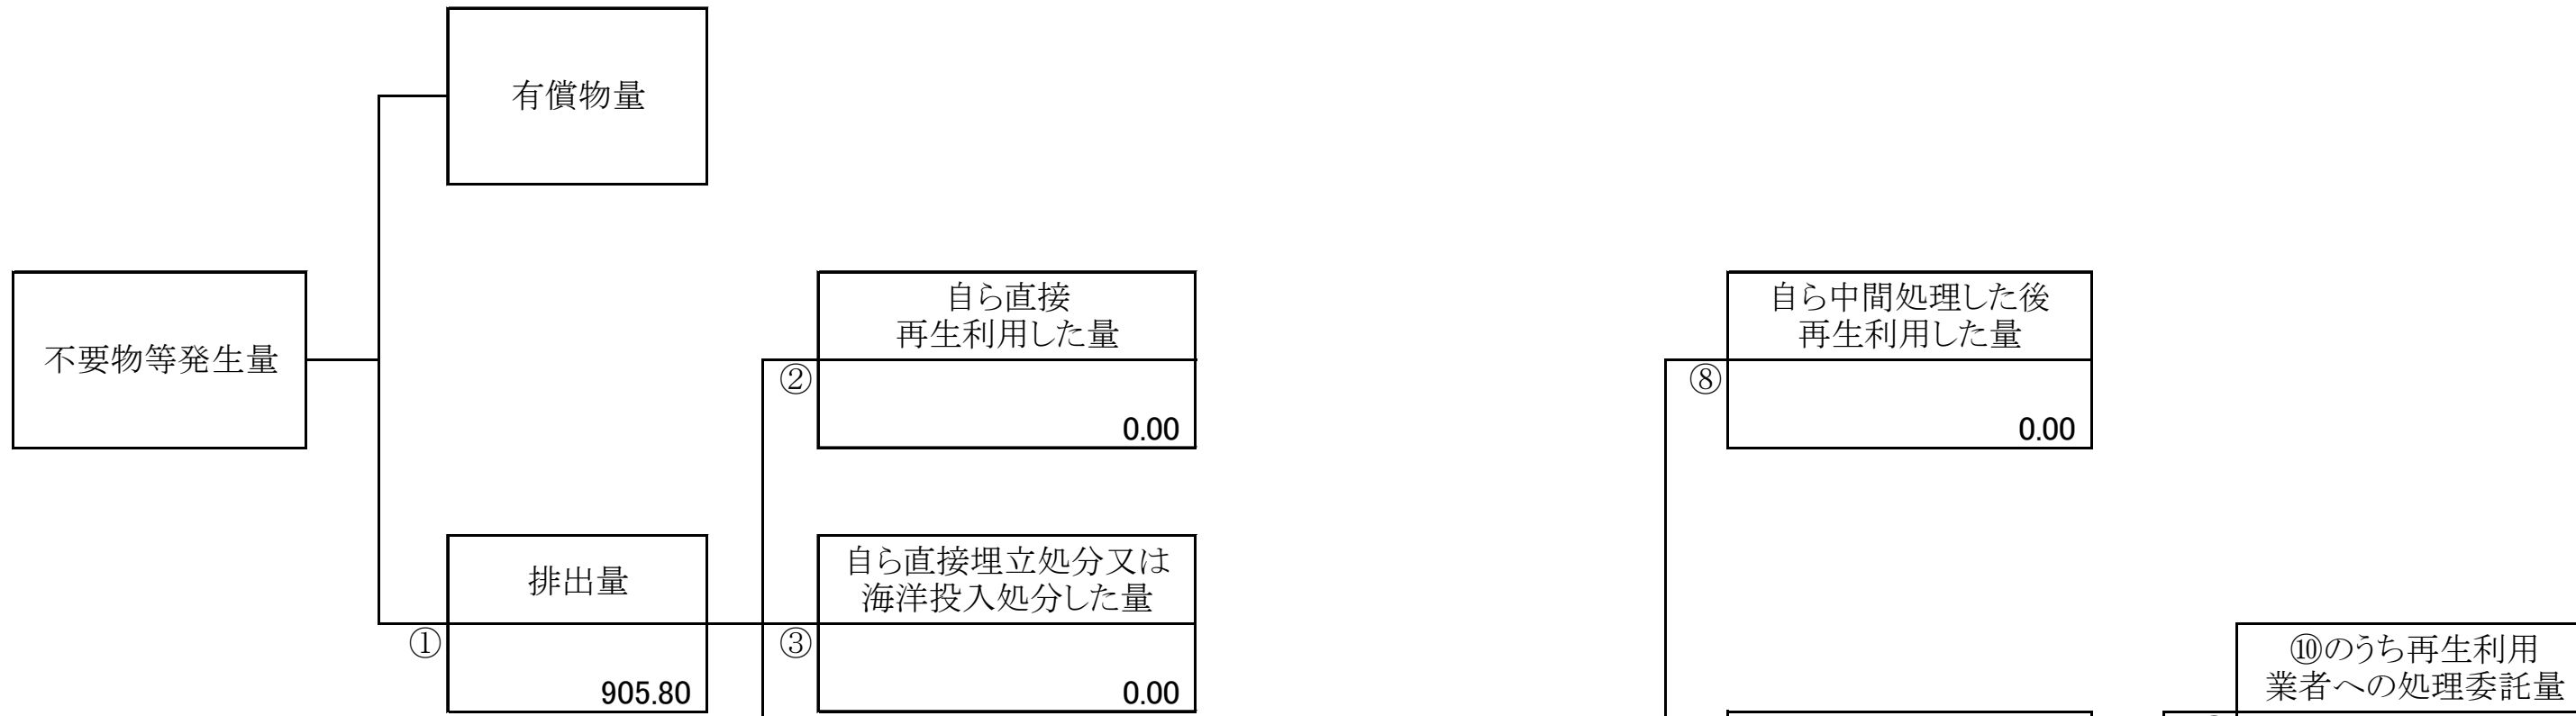 有償物量
不要物等発生量
自ら直接
再生利用した量
②
0.00
自ら中間処理した後
再生利用した量
⑧
0.00
排出量
①
905.80
自ら直接埋立処分又は
海洋投入処分した量
③
0.00
⑩のうち再生利用
業者への処理委託量